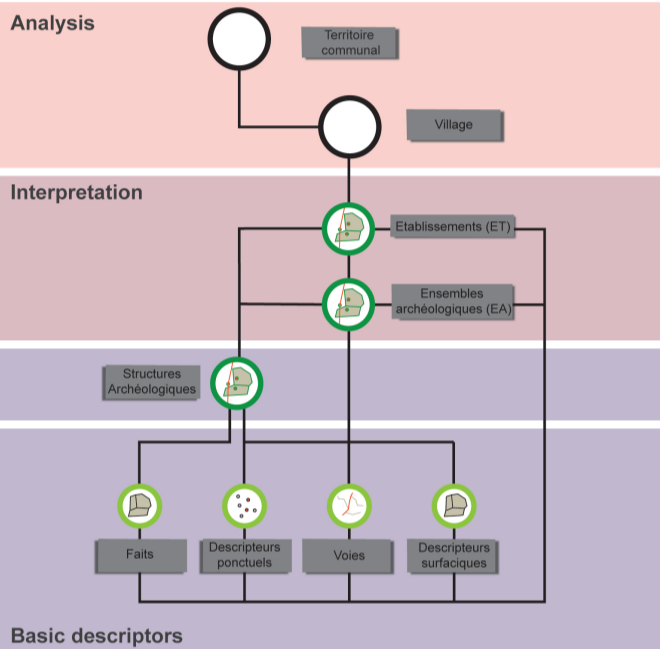 Analysis
Territoire
communal
Village
Interpretation
Etablissements (ET)
Ensembles
archéologiques (EA)
Structures
Archéologiques
Faits
Descripteurs
ponctuels
Voies
Descripteurs
surfaciques
Basic descriptors